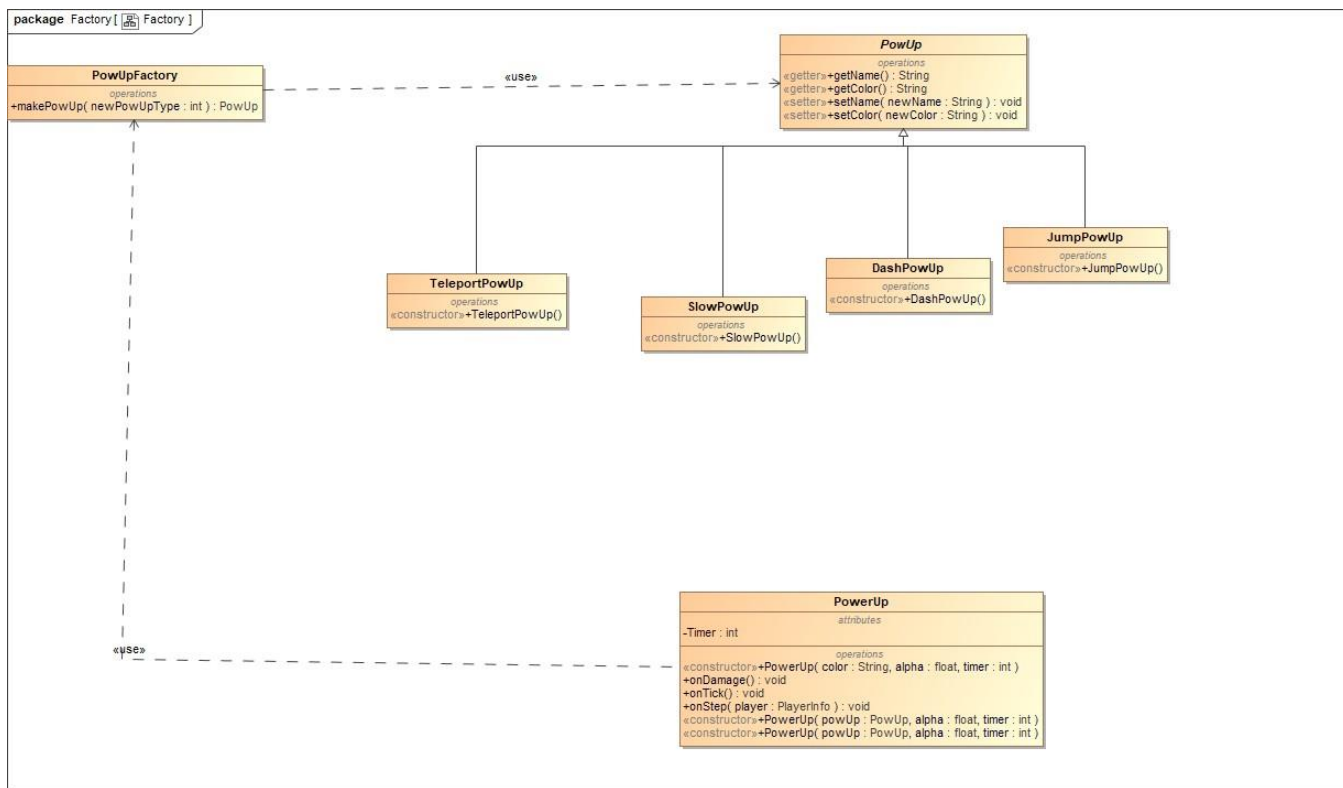 package Factory [ Factory ]
PowUpFactory
operations
+makePowUp( newPowUpType : int ) : PowUp
«use»
PowUp
operations
«getter»+getName() : String
«getter»+getColor() : String
«setter»+setName( newName : String ) : void
«setter»+setColor( newColor : String ) : void
TeleportPowUp
operations
«constructor»+TeleportPowUp()
SlowPowUp
operations
«constructor»+SlowPowUp()
DashPowUp
operations
«constructor»+DashPowUp()
JumpPowUp
operations
«constructor»+JumpPowUp()
«use»
PowerUp
attributes
-Timer : int
operations
«constructor»+PowerUp( color : String, alpha : float, timer : int )
+onDamage() : void
+onTick() : void
+onStep( player : PlayerInfo ) : void
«constructor»+PowerUp( powUp : PowUp, alpha : float, timer : int )
«constructor»+PowerUp( powUp : PowUp, alpha : float, timer : int )